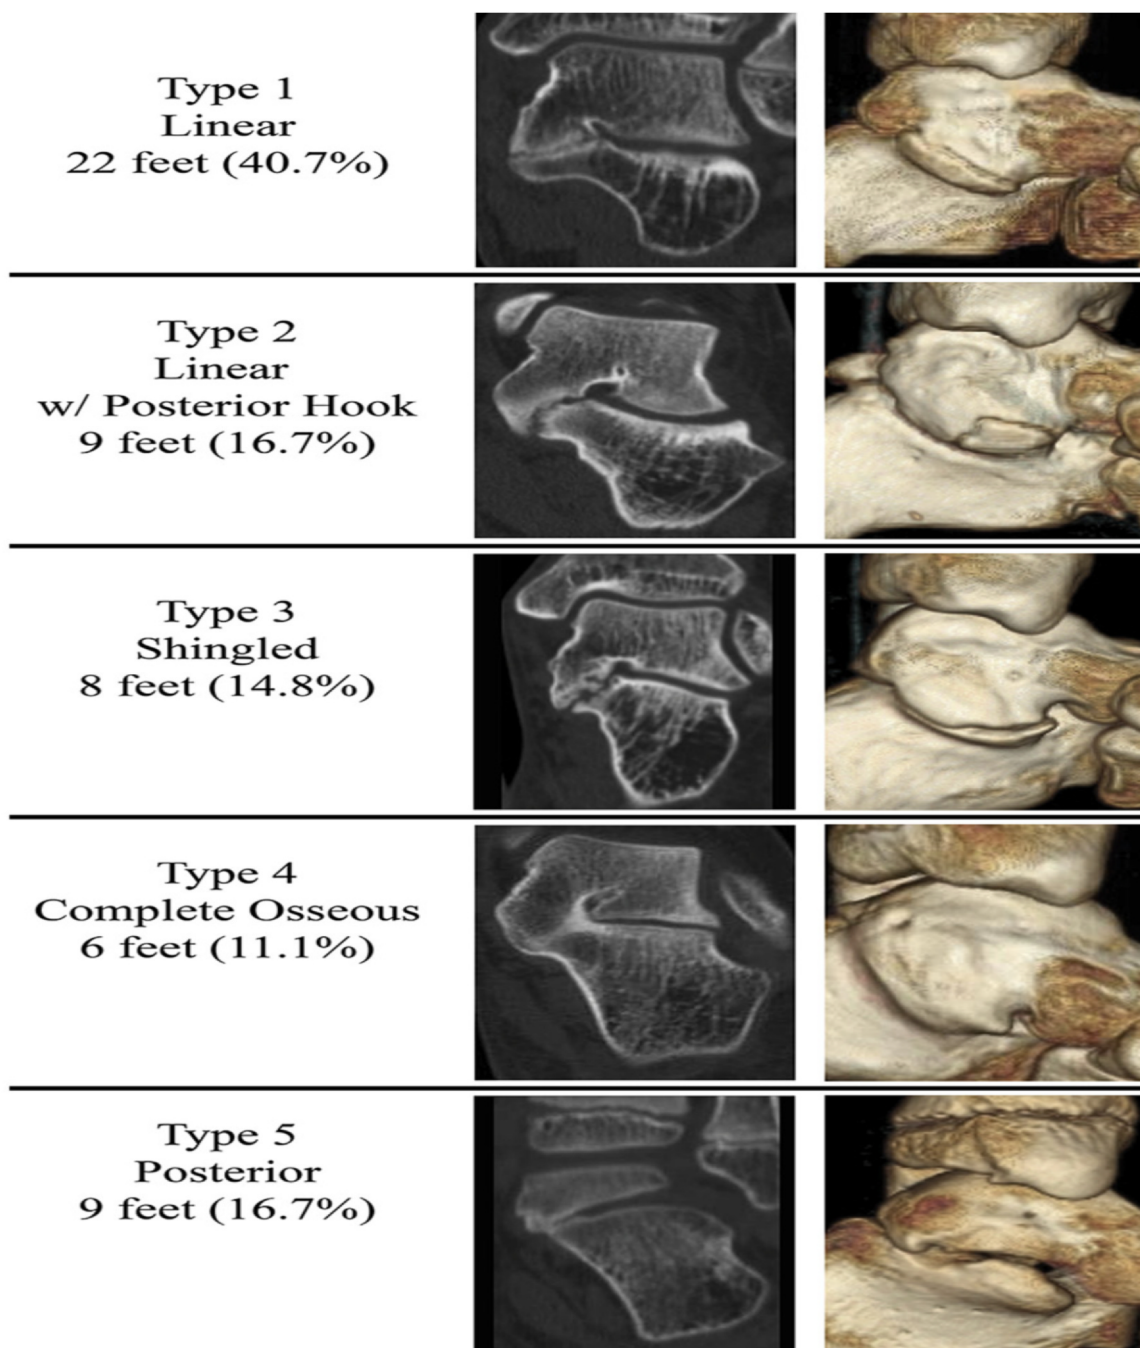 Type 1
Linear
22 feet (40.7%)
Type 2
Linear
w/ Posterior Hook
9 feet (16.7%)
Type 3
Shingled
8 feet (14.8%)
Type 4
Complete Osseous
6 feet (11.1%)
Type 5
Posterior
9 feet (16.7%)